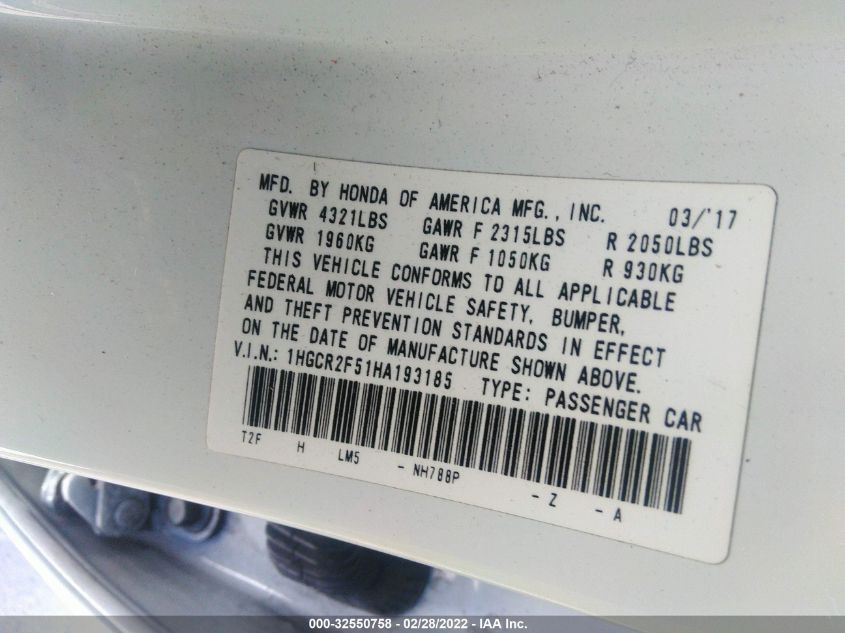 MFD. BY HONDA OF AMERICA MFG., INC. 03/'17
GVWR 4321LBS GAWR F 2315LBS R 2050LBS
GVWR 1960KG GAWR F 1050KG R 930KG
THIS VEHICLE CONFORMS TO ALL APPLICABLE
FEDERAL MOTOR VEHICLE SAFETY, BUMPER,
AND THEFT PREVENTION STANDARDS IN EFFECT
ON THE DATE OF MANUFACTURE SHOWN ABOVE.
V.I.N.: 1HGCR2F51HA193185 TYPE: PASSENGER CAR
T2F H LM5 - NH788P - Z - A
000-32550758 - 02/28/2022 - IAA Inc.